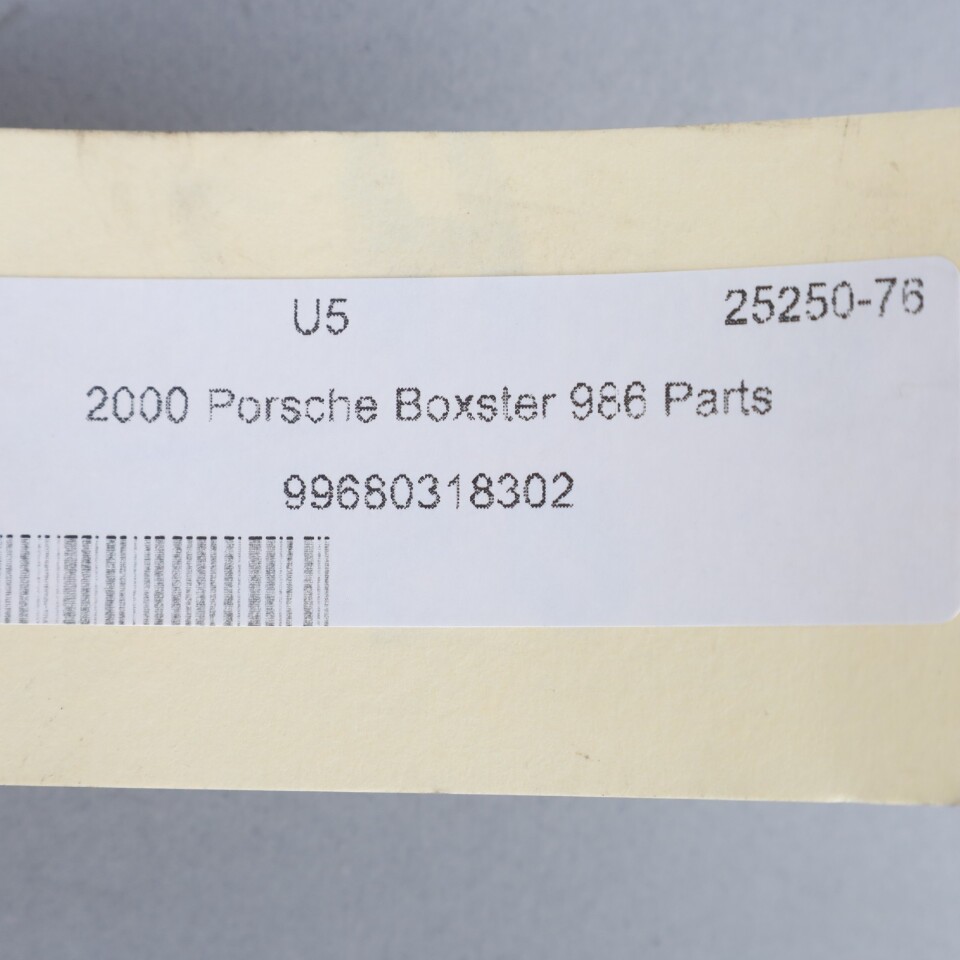 U5 25250-76
2000 Porsche Boxster 986 Parts
99680318302